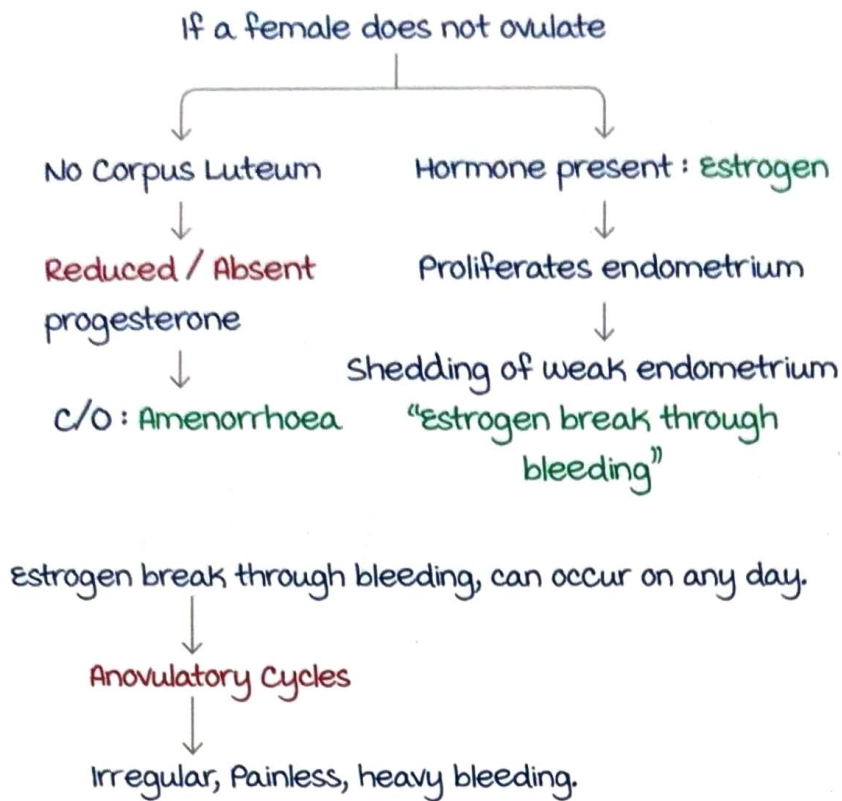 If a female does not ovulate
No Corpus Luteum
Reduced / Absent
progesterone
c/o : Amenorrhoea
Hormone present : Estrogen
Proliferates endometrium
Shedding of weak endometrium
“Estrogen break through
bleeding”
Estrogen break through bleeding, can occur on any day.
Anovulatory Cycles
Irregular, Painless, heavy bleeding.